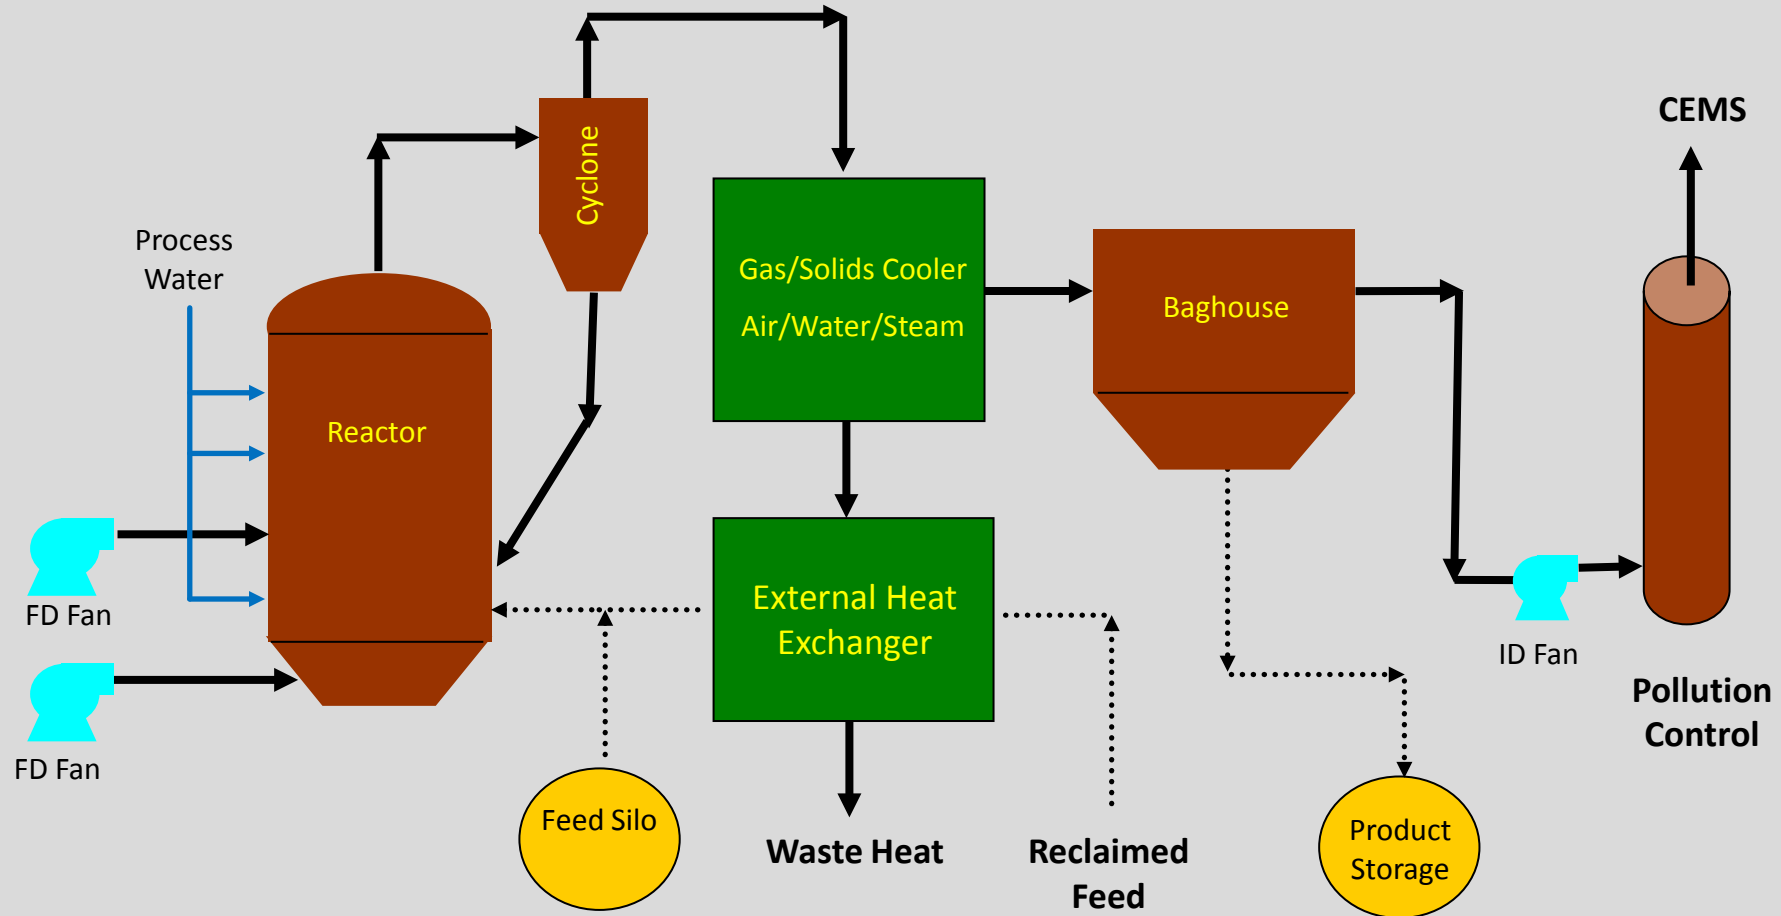 CEMS
Cyclone
Process
Water
Gas/Solids Cooler
Air/Water/Steam
Baghouse
Reactor
FD Fan
External Heat
Exchanger
ID Fan
Pollution
Control
FD Fan
Feed Silo
Waste Heat
Reclaimed
Feed
Product
Storage